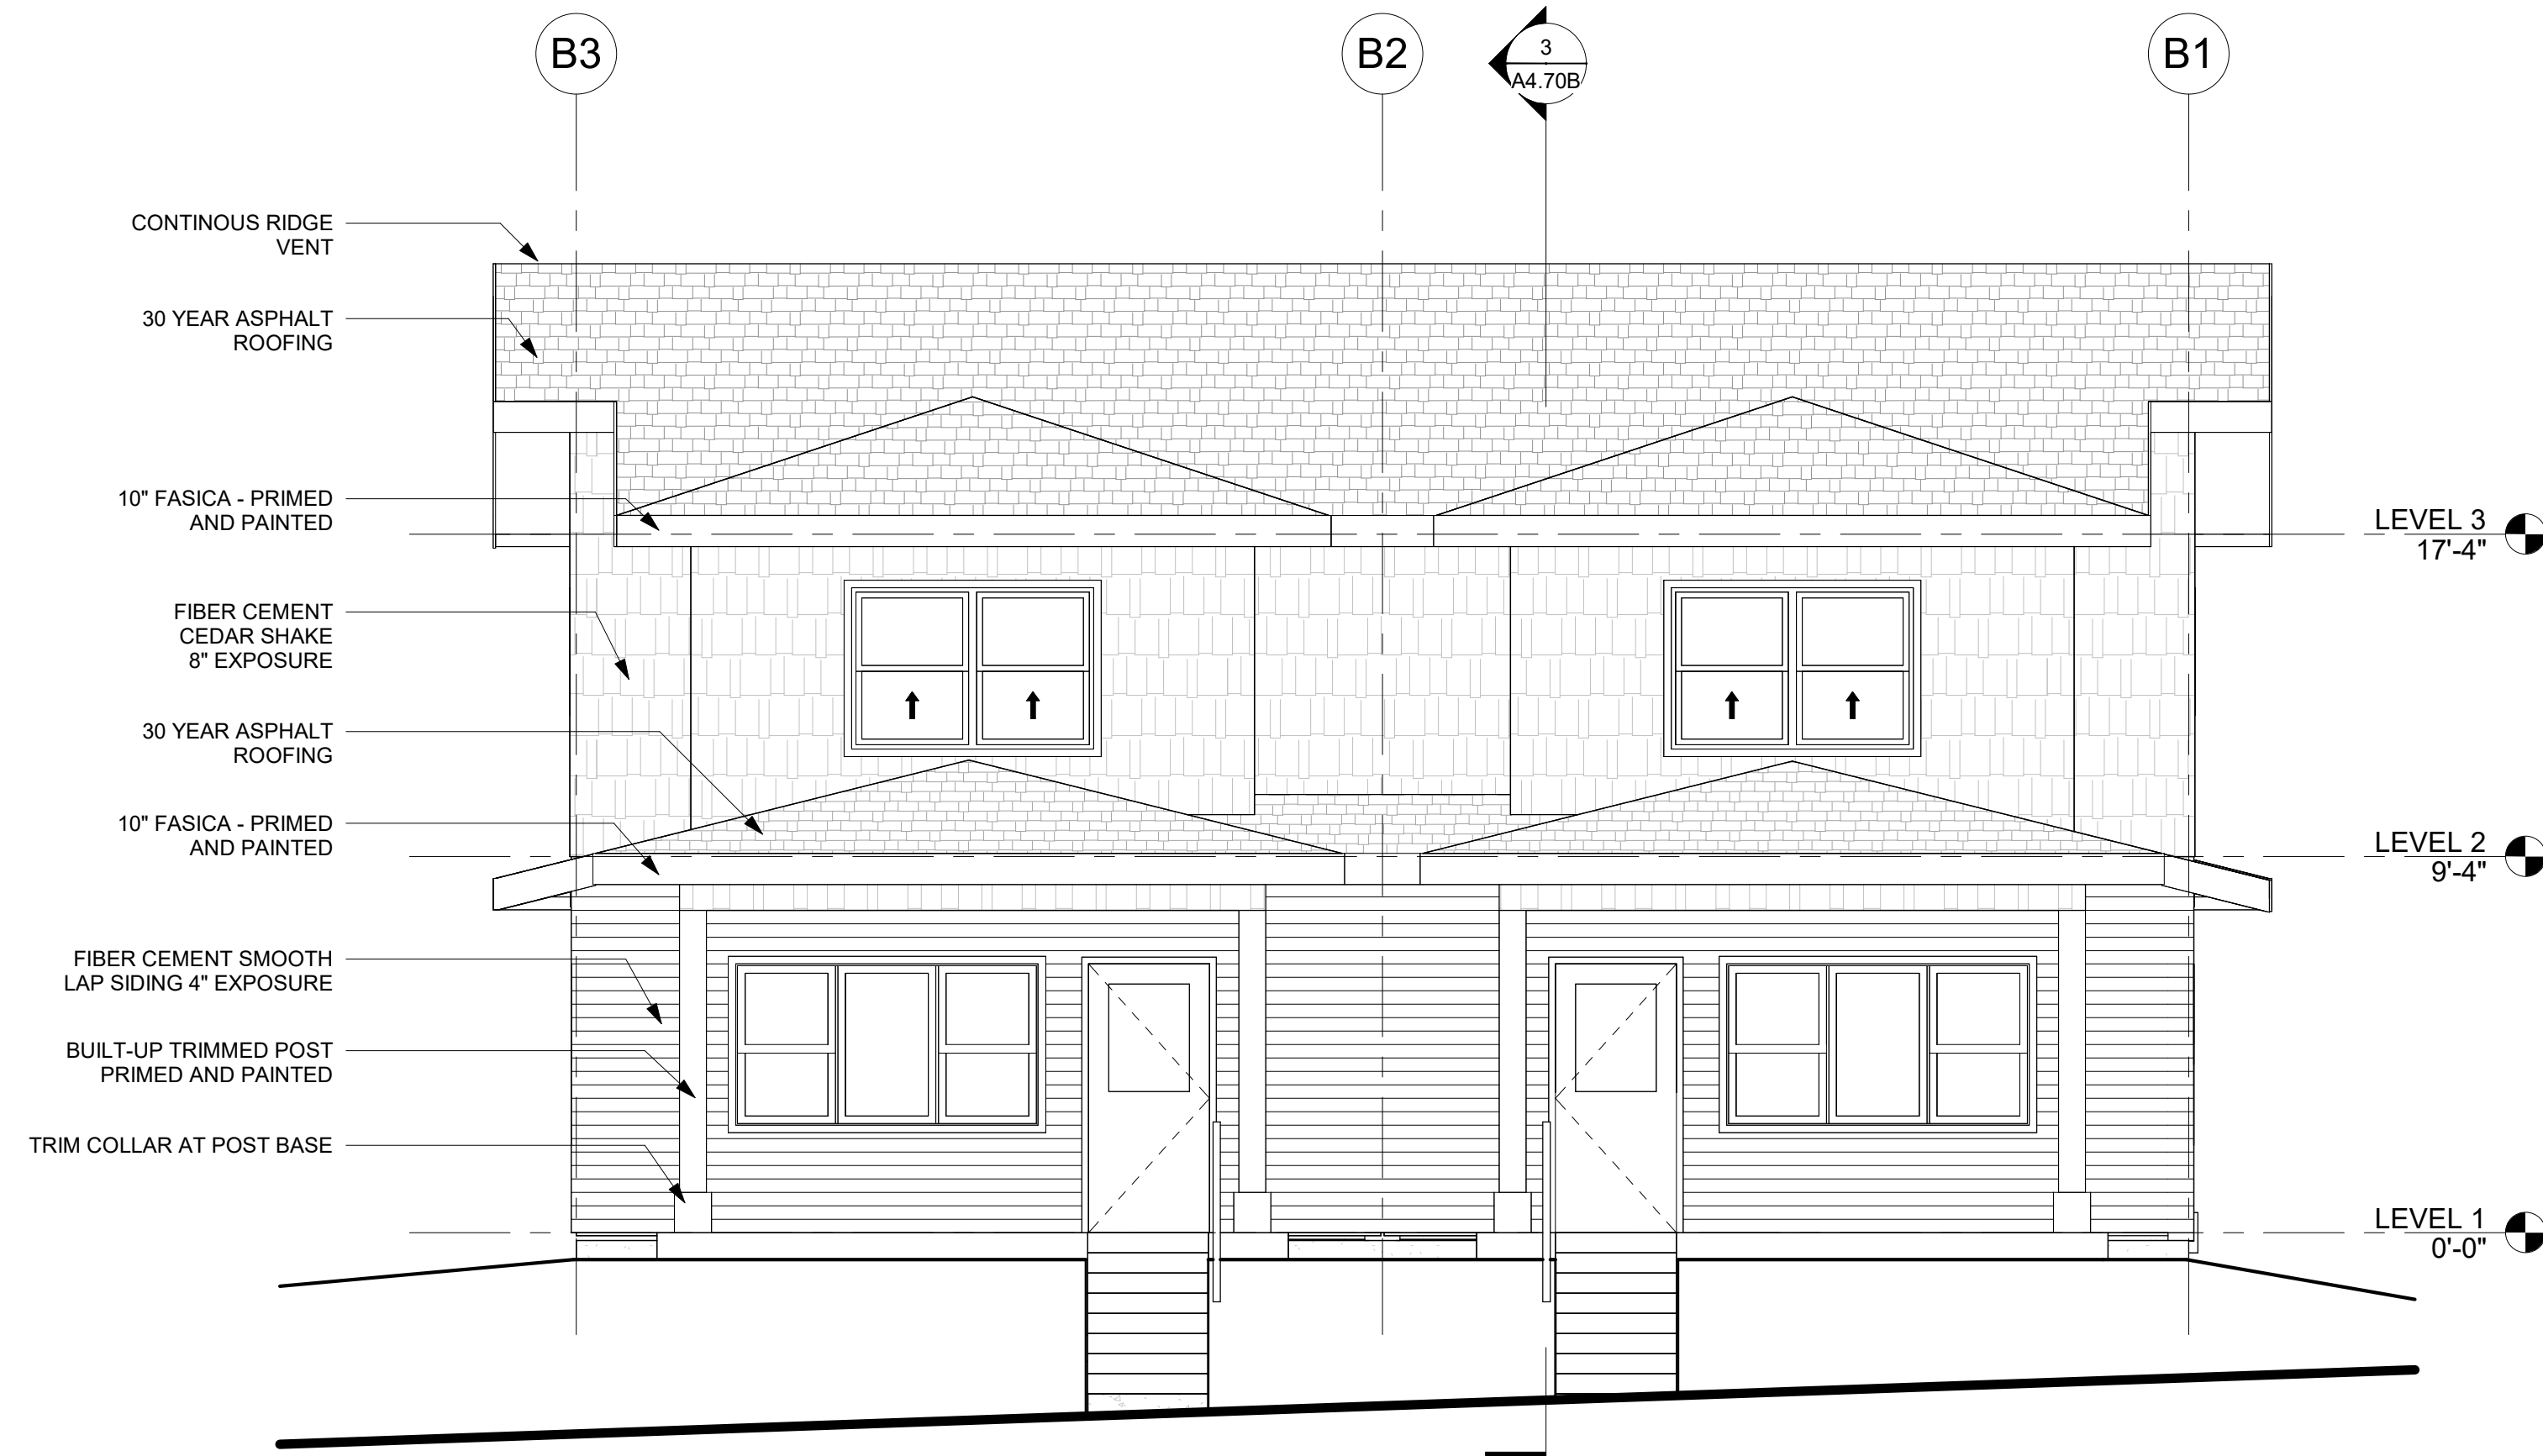 B3
B2
3
A4.70B
B1
CONTINOUS RIDGE
VENT
30 YEAR ASPHALT
ROOFING
10" FASICA - PRIMED
AND PAINTED
LEVEL 3
17'-4"
FIBER CEMENT
CEDAR SHAKE
8" EXPOSURE
30 YEAR ASPHALT
ROOFING
10" FASICA - PRIMED
AND PAINTED
LEVEL 2
9'-4"
FIBER CEMENT SMOOTH
LAP SIDING 4" EXPOSURE
BUILT-UP TRIMMED POST
PRIMED AND PAINTED
TRIM COLLAR AT POST BASE
LEVEL 1
0'-0"